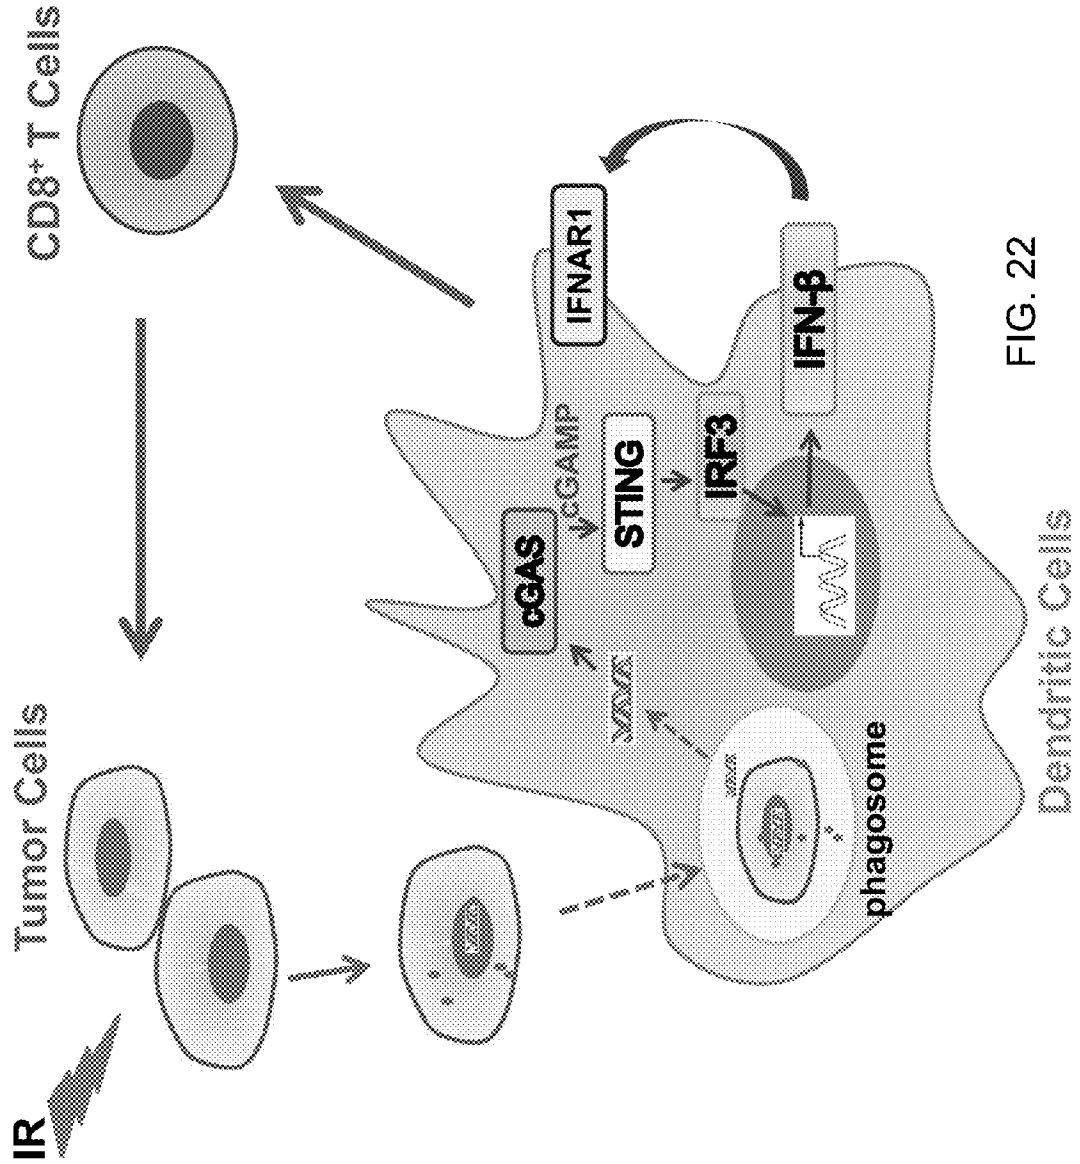 IR
Tumor Cells
CD8⁺ T Cells
cGAS
cGAMP
IFNAR1
STING
IRF3
IFN-β
phagosome
Dendritic Cells
FIG. 22